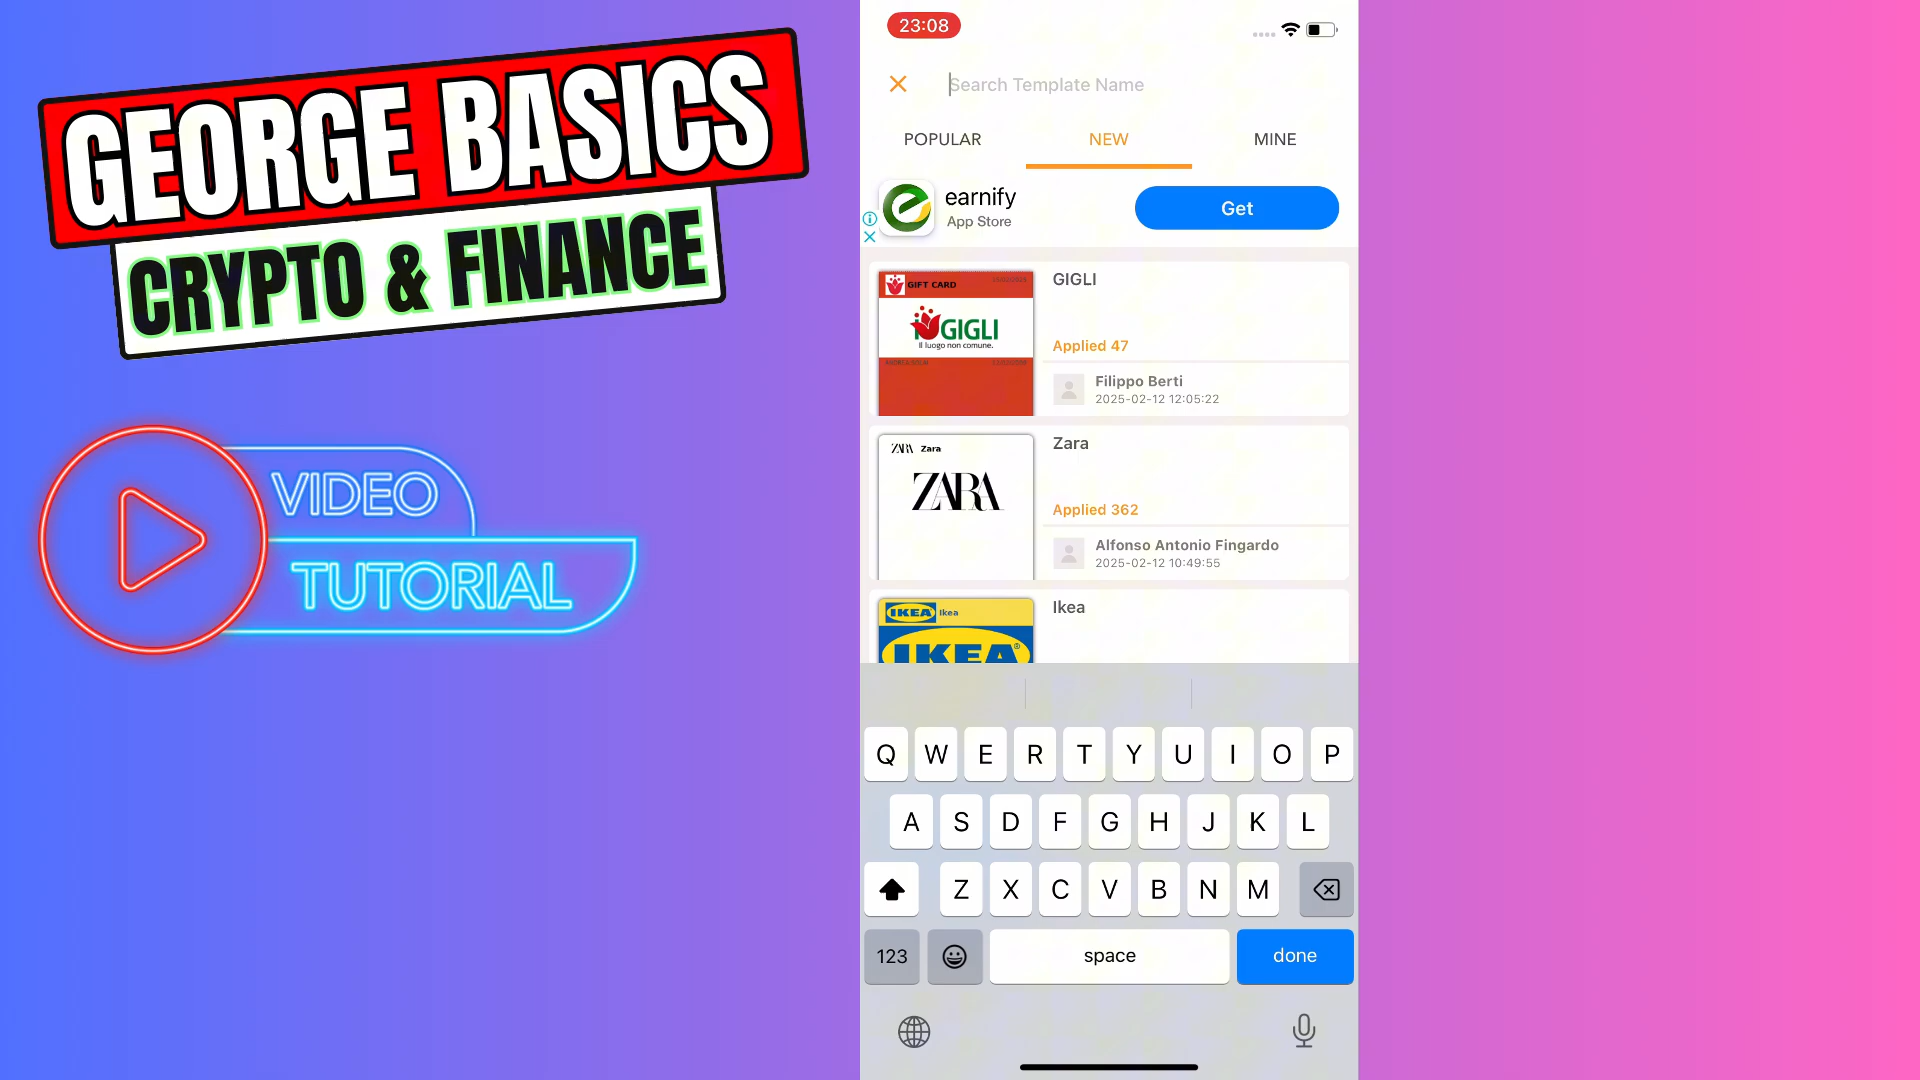 GEORGE BASICS
CRYPTO & FINANCE
VIDEO
TUTORIAL
23:08
Search Template Name
POPULAR
NEW
MINE
earnify
App Store
Get
GIFT CARD
GIGLI
Il luogo non comune.
GIGLI
Applied 47
Filippo Berti
2025-02-12 12:05:22
ZARA Zara
ZARA
Zara
Applied 362
Alfonso Antonio Fingardo
2025-02-12 10:49:55
IKEA Ikea
IKEA®
Ikea
Q W E R T Y U I O P
A S D F G H J K L
Z X C V B N M
123
space
done